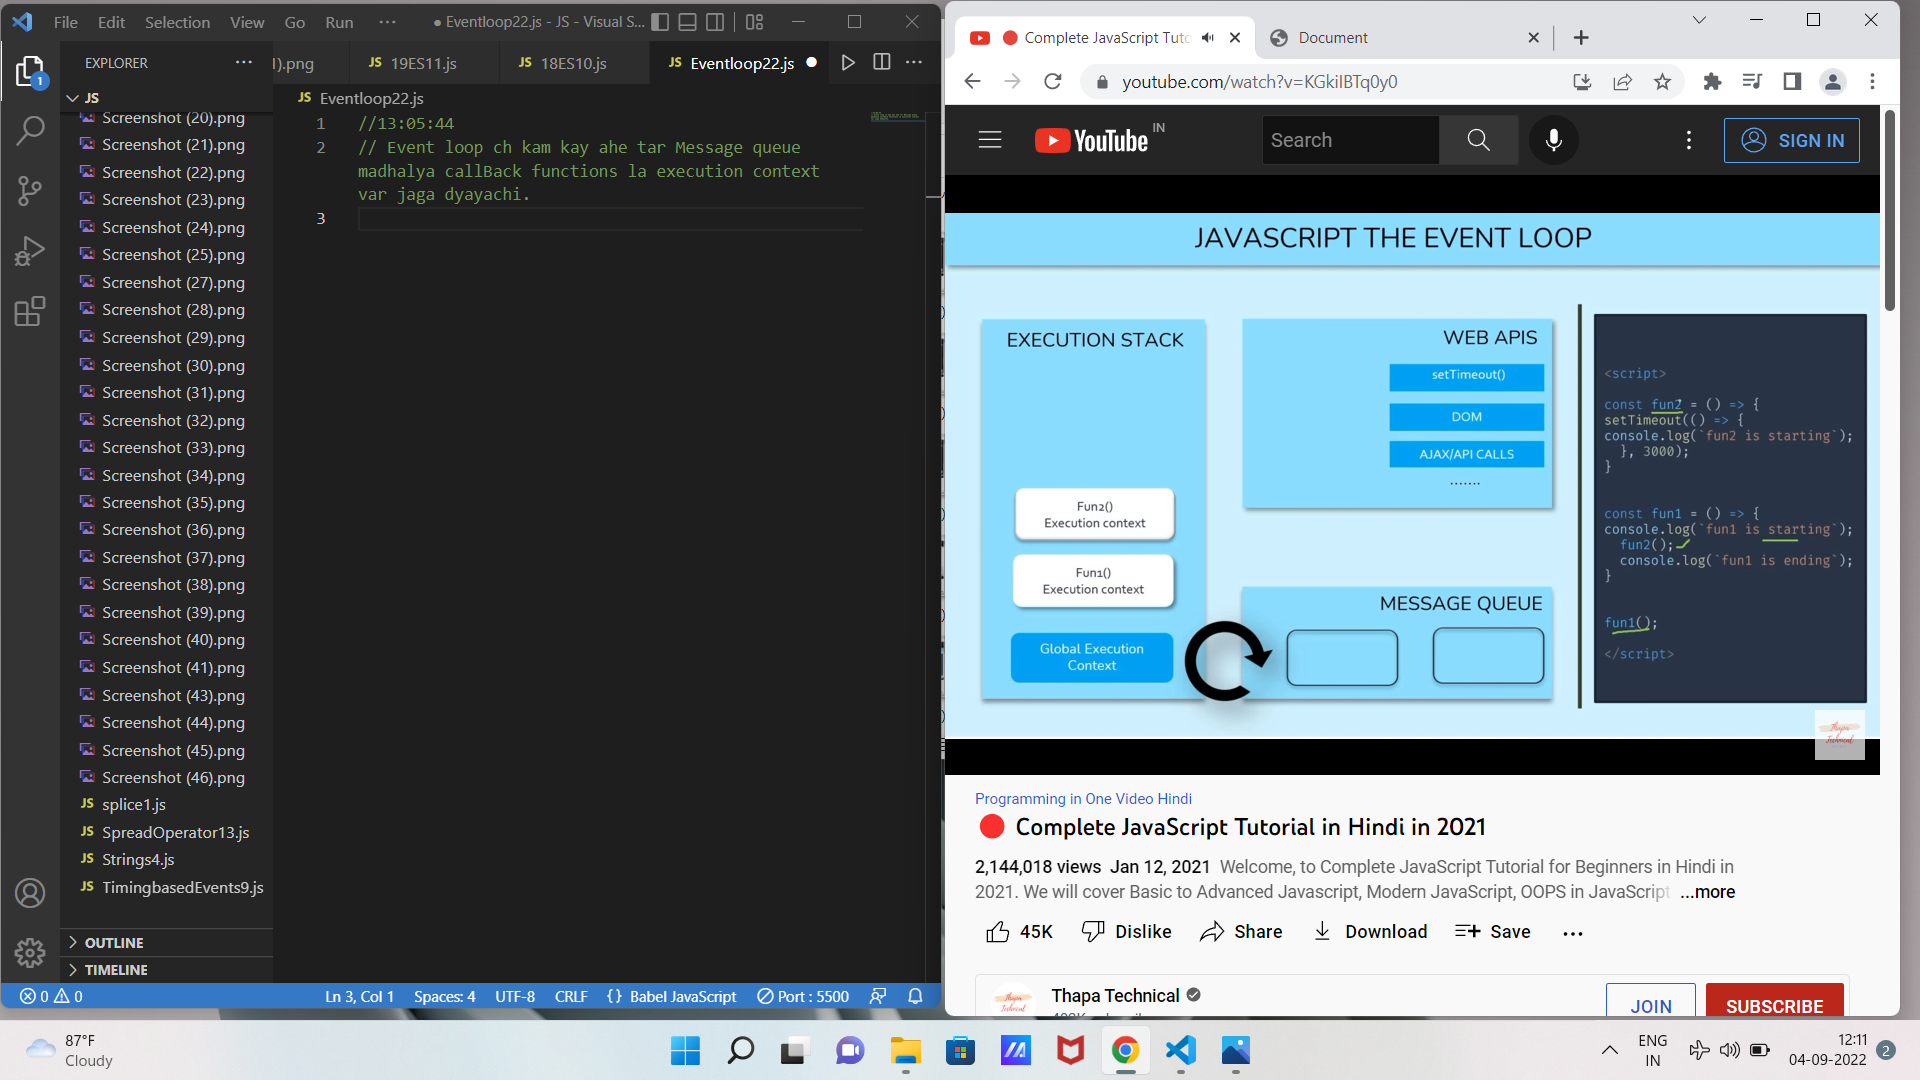 File Edit Selection View Go Run ···
● Eventloop22.js - JS - Visual S...
EXPLORER
JS
Screenshot (20).png
Screenshot (21).png
Screenshot (22).png
Screenshot (23).png
Screenshot (24).png
Screenshot (25).png
Screenshot (27).png
Screenshot (28).png
Screenshot (29).png
Screenshot (30).png
Screenshot (31).png
Screenshot (32).png
Screenshot (33).png
Screenshot (34).png
Screenshot (35).png
Screenshot (36).png
Screenshot (37).png
Screenshot (38).png
Screenshot (39).png
Screenshot (40).png
Screenshot (41).png
Screenshot (43).png
Screenshot (44).png
Screenshot (45).png
Screenshot (46).png
JS splice1.js
JS SpreadOperator13.js
JS Strings4.js
JS TimingbasedEvents9.js
OUTLINE
TIMELINE
).png JS 19ES11.js JS 18ES10.js JS Eventloop22.js ●
JS Eventloop22.js
1 //13:05:44
2 // Event loop ch kam kay ahe tar Message queue
madhalya callBack functions la execution context
var jaga dyayachi.
3
0 0 Ln 3, Col 1 Spaces: 4 UTF-8 CRLF {} Babel JavaScript Port : 5500
Complete JavaScript Tuto
Document
youtube.com/watch?v=KGkiIBTq0y0
YouTube IN
Search
SIGN IN
JAVASCRIPT THE EVENT LOOP
EXECUTION STACK
Fun2()
Execution context
Fun1()
Execution context
Global Execution
Context
WEB APIS
setTimeout()
DOM
AJAX/API CALLS
.......
MESSAGE QUEUE
<script>
const fun2 = () => {
setTimeout(() => {
console.log(`fun2 is starting`);
}, 3000);
}
const fun1 = () => {
console.log(`fun1 is starting`);
fun2();
console.log(`fun1 is ending`);
}
fun1();
</script>
Thapa
Technical
Programming in One Video Hindi
Complete JavaScript Tutorial in Hindi in 2021
2,144,018 views Jan 12, 2021 Welcome, to Complete JavaScript Tutorial for Beginners in Hindi in
2021. We will cover Basic to Advanced Javascript, Modern JavaScript, OOPS in JavaScript ...more
45K Dislike Share Download Save ...
Thapa Technical
JOIN
SUBSCRIBE
87°F
Cloudy
ENG
IN
12:11
04-09-2022
2